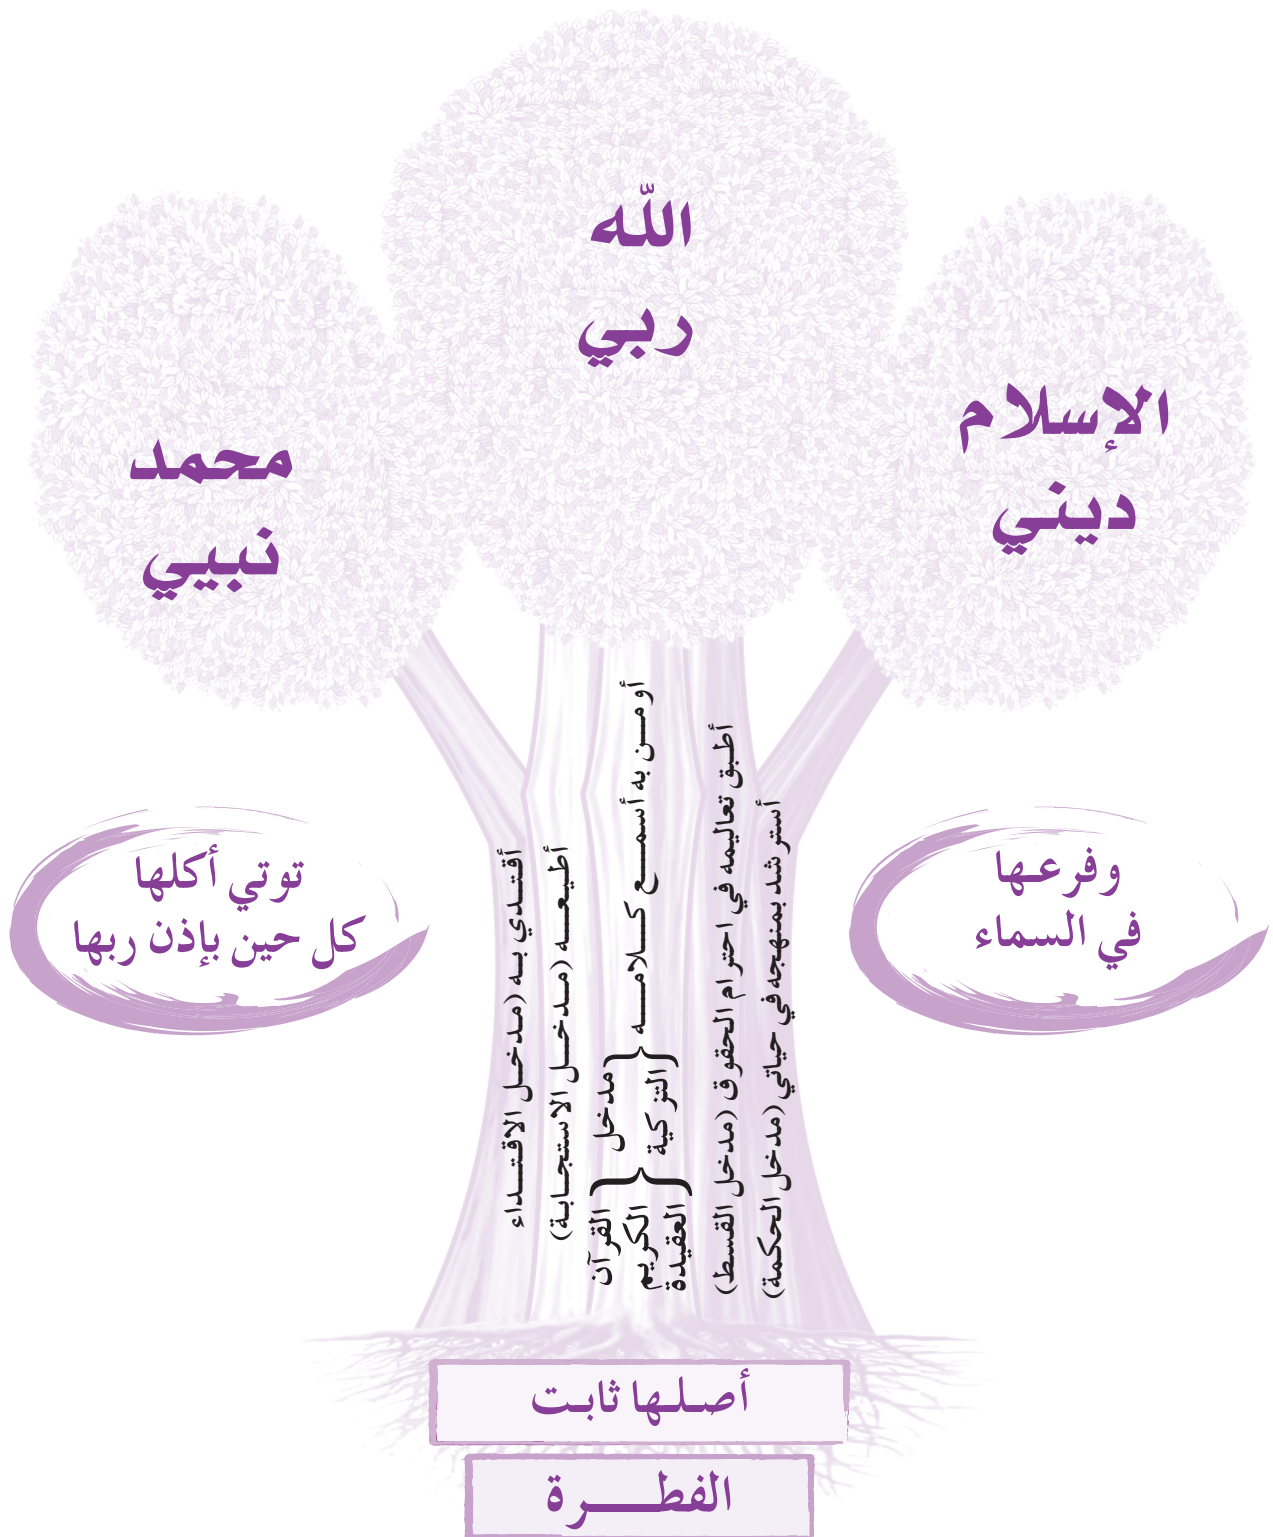 الله
ربي
الإسلام
ديني
محمد
نبيي
أومن به أسمع كلامه
التزكية
مدخل
العقيدة
الكريم
القرآن
أطبق تعاليمه في احترام الحقوق (مدخل القسط)
أسترشد بمنهجه في حياتي (مدخل الحكمة)
أطيعه (مدخل الاستجابة)
أقتدي به (مدخل الاقتداء
وفرعها
في السماء
توتي أكلها
كل حين بإذن ربها
أصلها ثابت
الفطرة